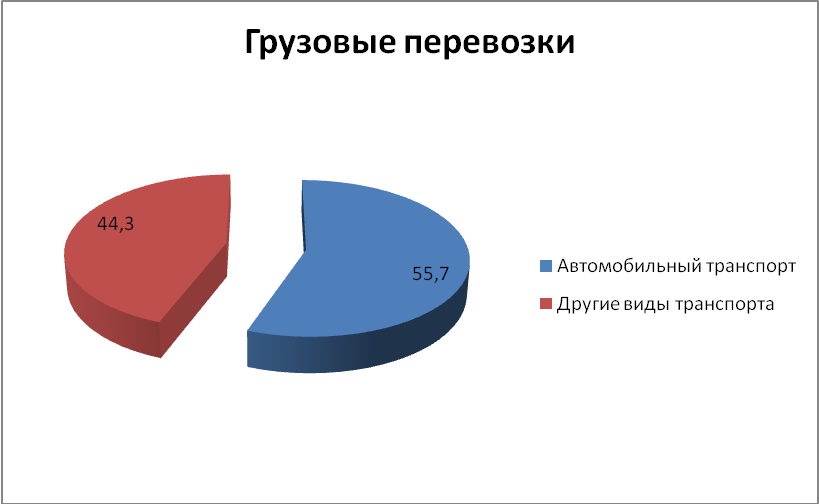 Грузовые перевозки
44,3
55,7
Автомобильный транспорт
Другие виды транспорта